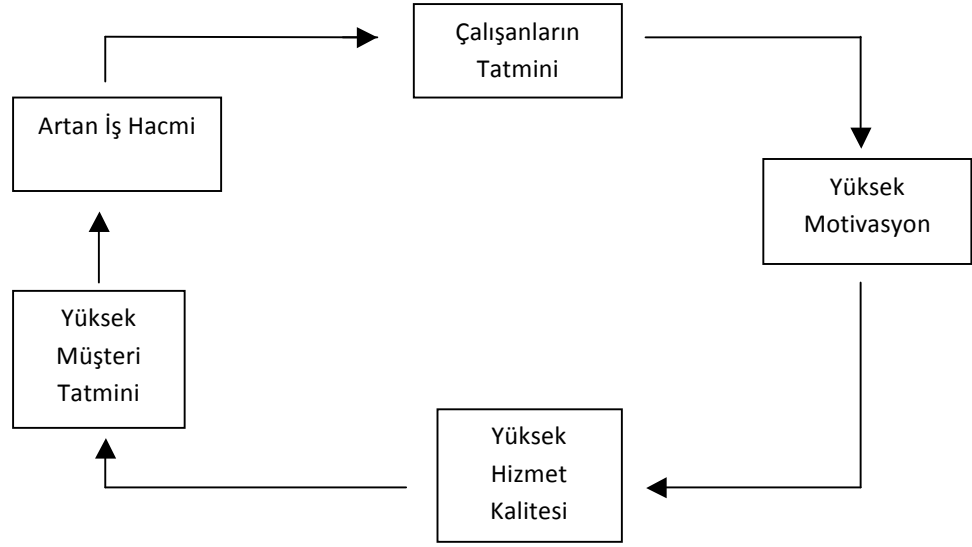 Çalışanların
Tatmini
Artan İş Hacmi
Yüksek
Motivasyon
Yüksek
Müşteri
Tatmini
Yüksek
Hizmet
Kalitesi